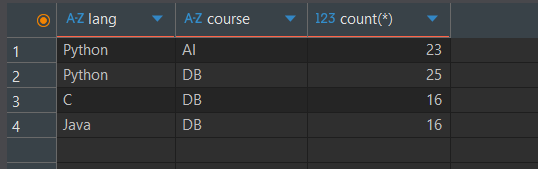 A-Z lang A-Z course 123 count(*)
1 Python AI 23
2 Python DB 25
3 C DB 16
4 Java DB 16